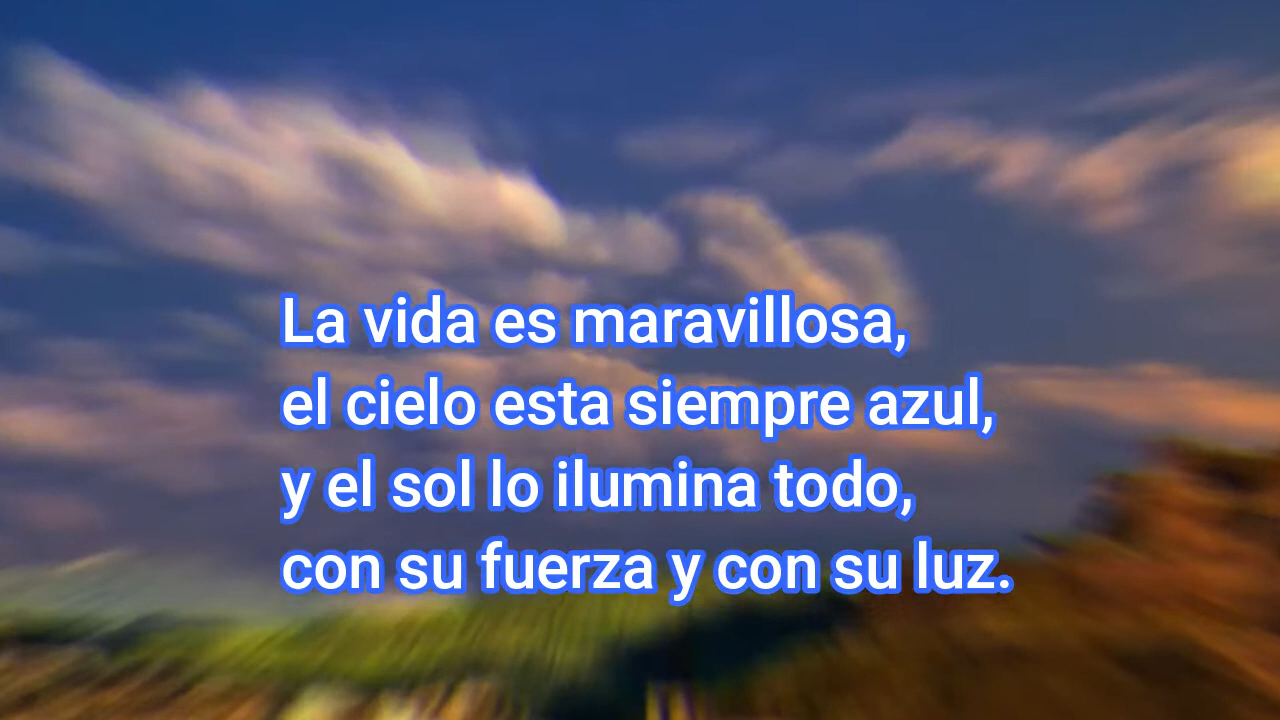 La vida es maravillosa,
el cielo esta siempre azul,
y el sol lo ilumina todo,
con su fuerza y con su luz.